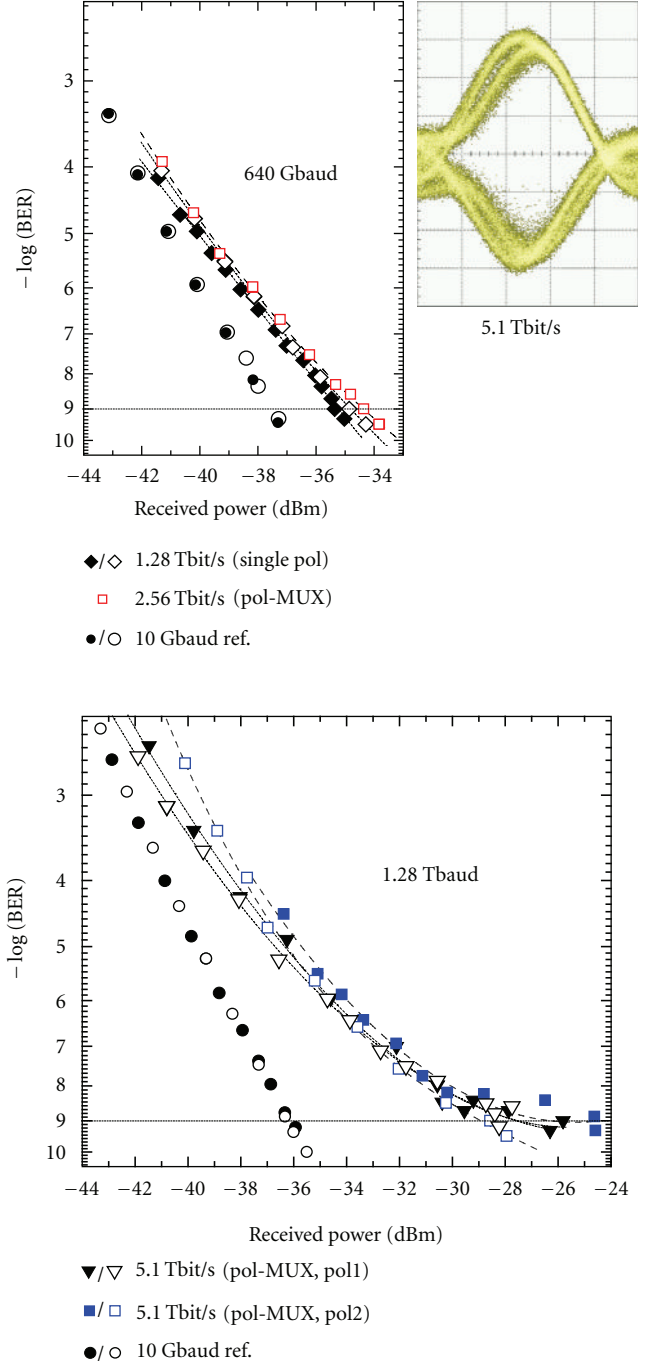 3
4
5
6
7
8
9
10
− log (BER)
640 Gbaud
−44 −42 −40 −38 −36 −34
Received power (dBm)
5.1 Tbit/s
◆/◇ 1.28 Tbit/s (single pol)
□ 2.56 Tbit/s (pol-MUX)
●/○ 10 Gbaud ref.
3
4
5
6
7
8
9
10
− log (BER)
1.28 Tbaud
−44 −42 −40 −38 −36 −34 −32 −30 −28 −26 −24
Received power (dBm)
▼/▽ 5.1 Tbit/s (pol-MUX, pol1)
■/□ 5.1 Tbit/s (pol-MUX, pol2)
●/○ 10 Gbaud ref.